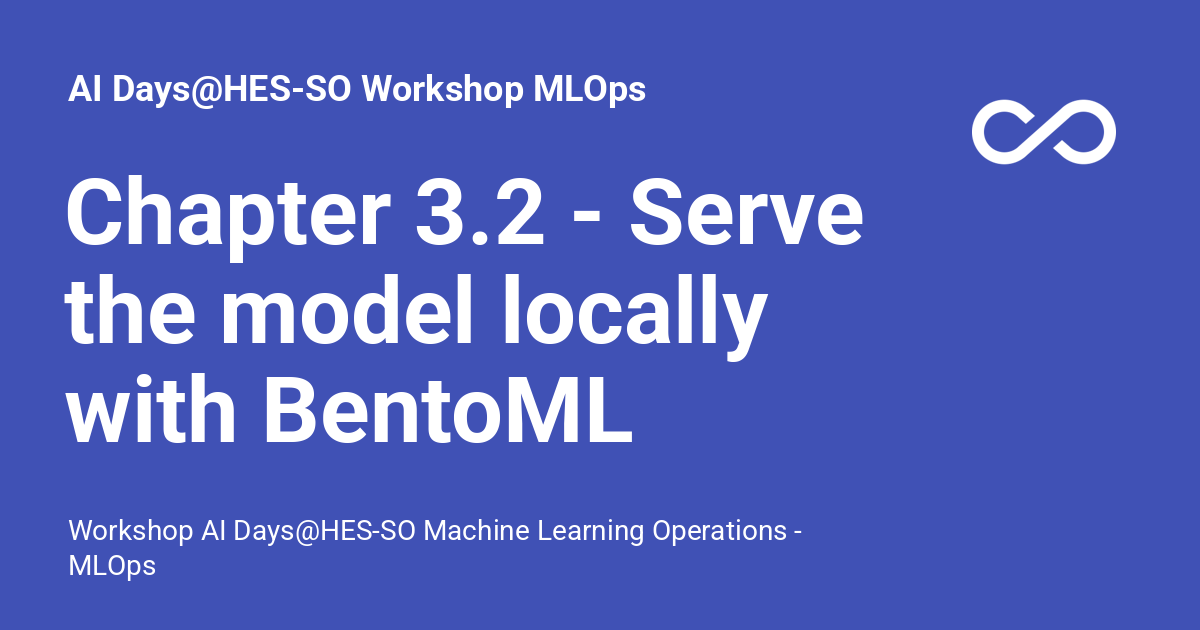 AI Days@HES-SO Workshop MLOps
Chapter 3.2 - Serve
the model locally
with BentoML
Workshop AI Days@HES-SO Machine Learning Operations -
MLOps